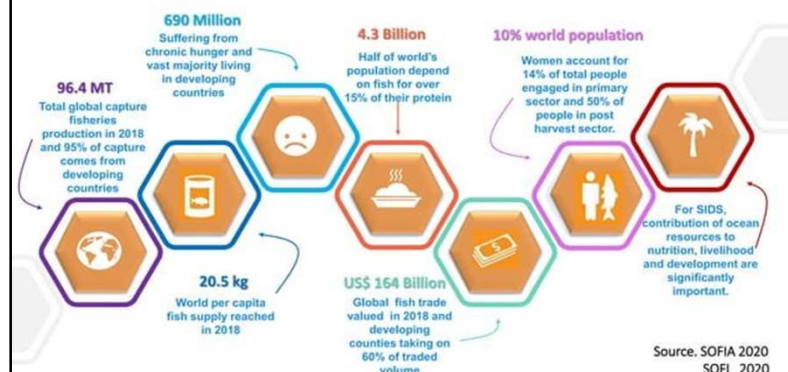 96.4 MT
Total global capture
fisheries
production in 2018
and 95% of capture
comes from
developing
countries
690 Million
Suffering from
chronic hunger and
vast majority living
in developing
countries
20.5 kg
World per capita
fish supply reached
in 2018
4.3 Billion
Half of world's
population depend
on fish for over
15% of their protein
US$ 164 Billion
Global fish trade
valued in 2018 and
developing
counties taking on
60% of traded
volume
10% world population
Women account for
14% of total people
engaged in primary
sector and 50% of
people in post
harvest sector.
For SIDS,
contribution of ocean
resources to
nutrition, livelihood
and development are
significantly
important.
Source. SOFIA 2020
SOFI 2020